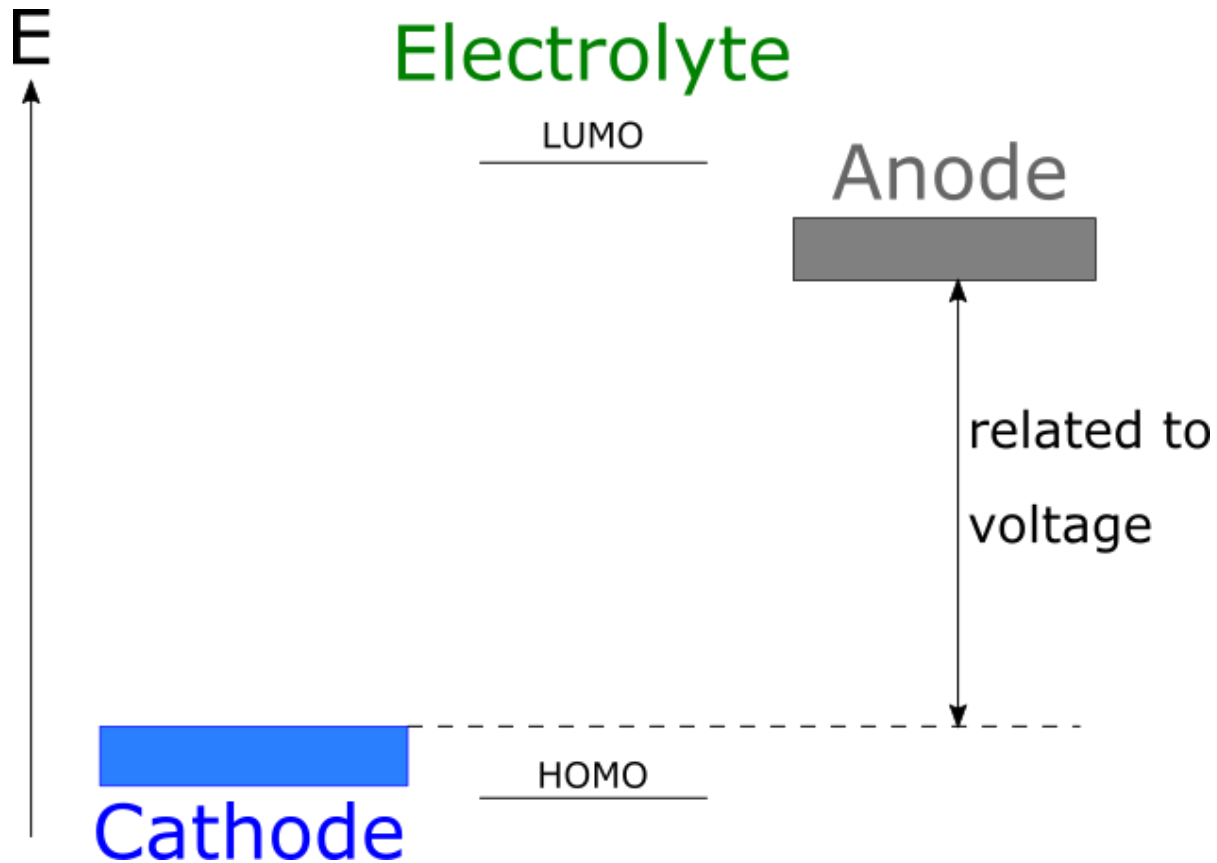 E
Electrolyte
LUMO
Anode
related to
voltage
HOMO
Cathode